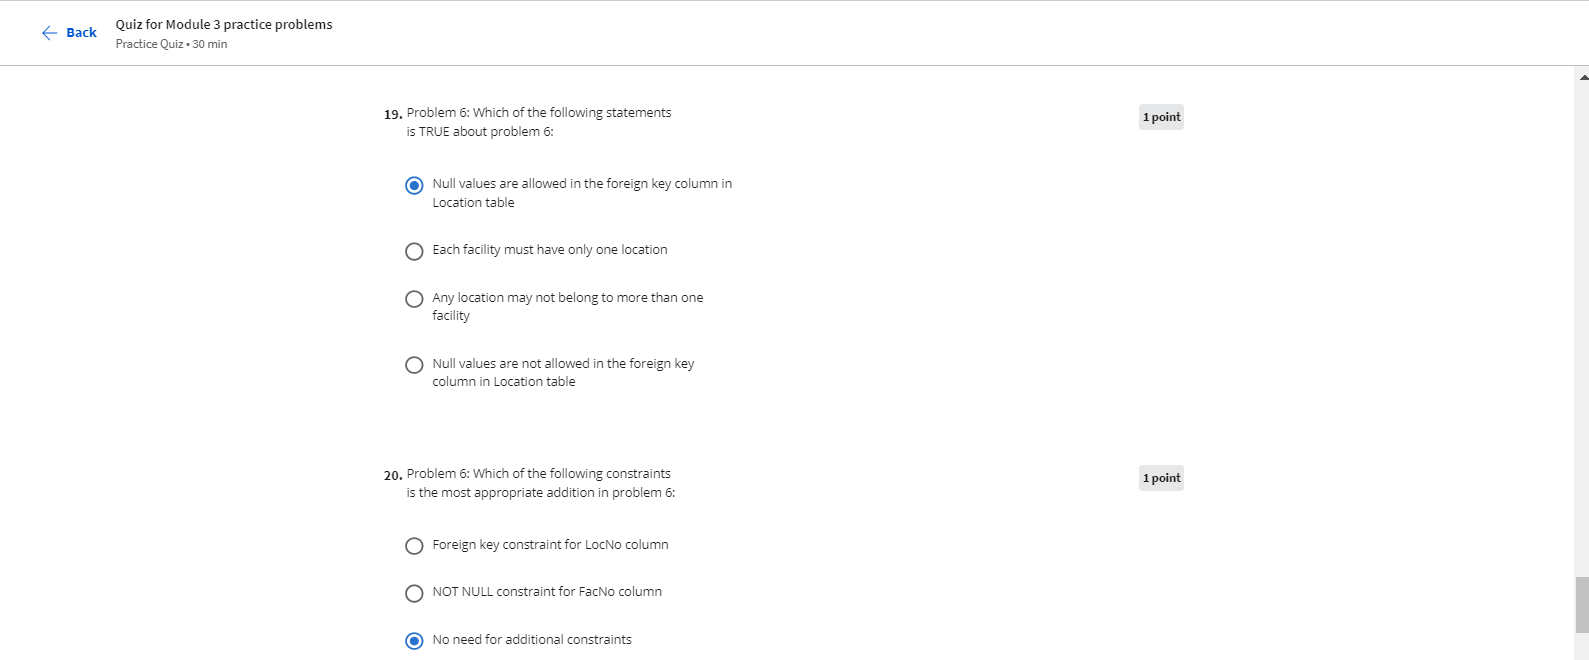 Back
Quiz for Module 3 practice problems
Practice Quiz • 30 min
19. Problem 6: Which of the following statements
is TRUE about problem 6:
1 point
Null values are allowed in the foreign key column in
Location table
Each facility must have only one location
Any location may not belong to more than one
facility
Null values are not allowed in the foreign key
column in Location table
20. Problem 6: Which of the following constraints
is the most appropriate addition in problem 6:
1 point
Foreign key constraint for LocNo column
NOT NULL constraint for FacNo column
No need for additional constraints